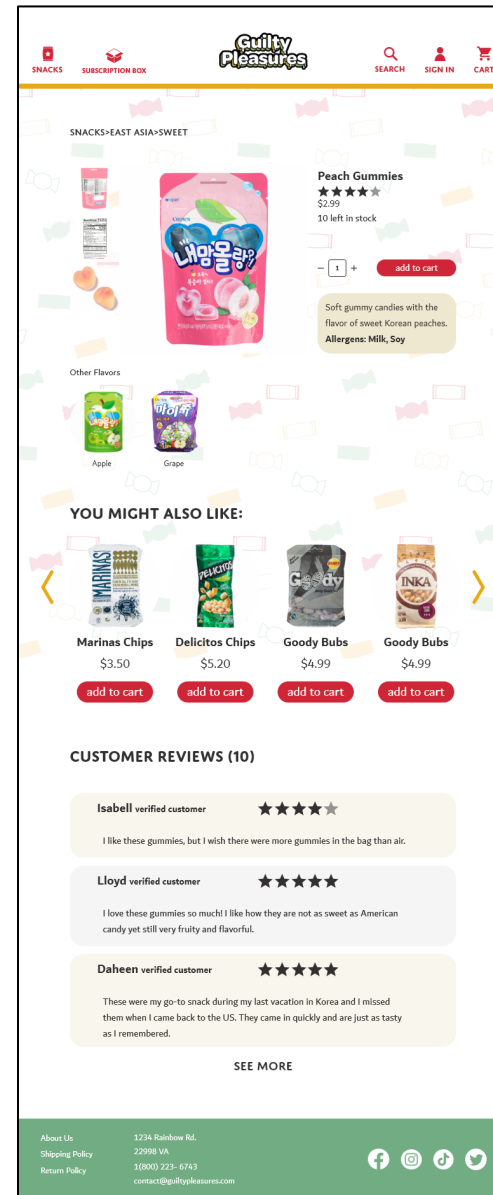 SNACKS
SUBSCRIPTION BOX
Guilty
Pleasures
SEARCH
SIGN IN
CART
SNACKS>EAST ASIA>SWEET
Peach Gummies
$2.99
10 left in stock
− 1 +
add to cart
Crown
내맘몰랑?
Soft gummy candies with the
flavor of sweet Korean peaches.
Allergens: Milk, Soy
Other Flavors
마이쮸
Apple
Grape
YOU MIGHT ALSO LIKE:
MARINAS
DELICITOS
INKA
Marinas Chips
Delicitos Chips
Goody Bubs
Goody Bubs
$3.50
$5.20
$4.99
$4.99
add to cart
add to cart
add to cart
add to cart
CUSTOMER REVIEWS (10)
Isabell verified customer
I like these gummies, but I wish there were more gummies in the bag than air.
Lloyd verified customer
I love these gummies so much! I like how they are not as sweet as American
candy yet still very fruity and flavorful.
Daheen verified customer
These were my go-to snack during my last vacation in Korea and I missed
them when I came back to the US. They came in quickly and are just as tasty
as I remembered.
SEE MORE
About Us
Shipping Policy
Return Policy
1234 Rainbow Rd.
22998 VA
1(800) 223- 6743
contact@guiltypleasures.com